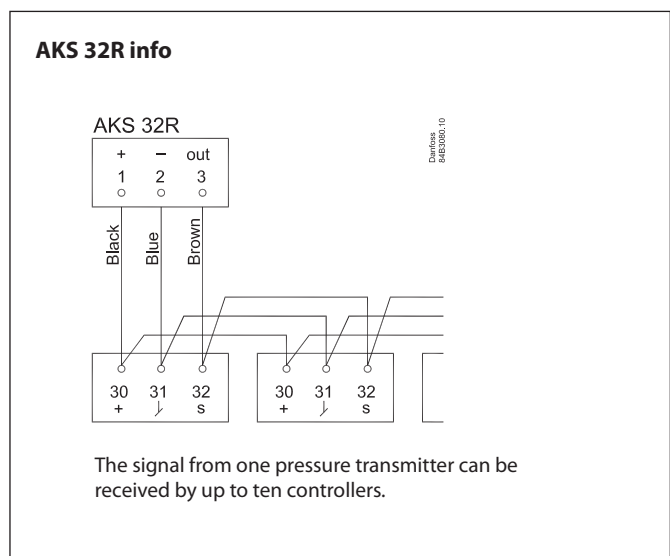 AKS 32R info
AKS 32R
Danfoss
84B3080.10
+ − out
1 2 3
Black
Blue
Brown
30 31 32
+ s
30 31 32
+ s
The signal from one pressure transmitter can be
received by up to ten controllers.